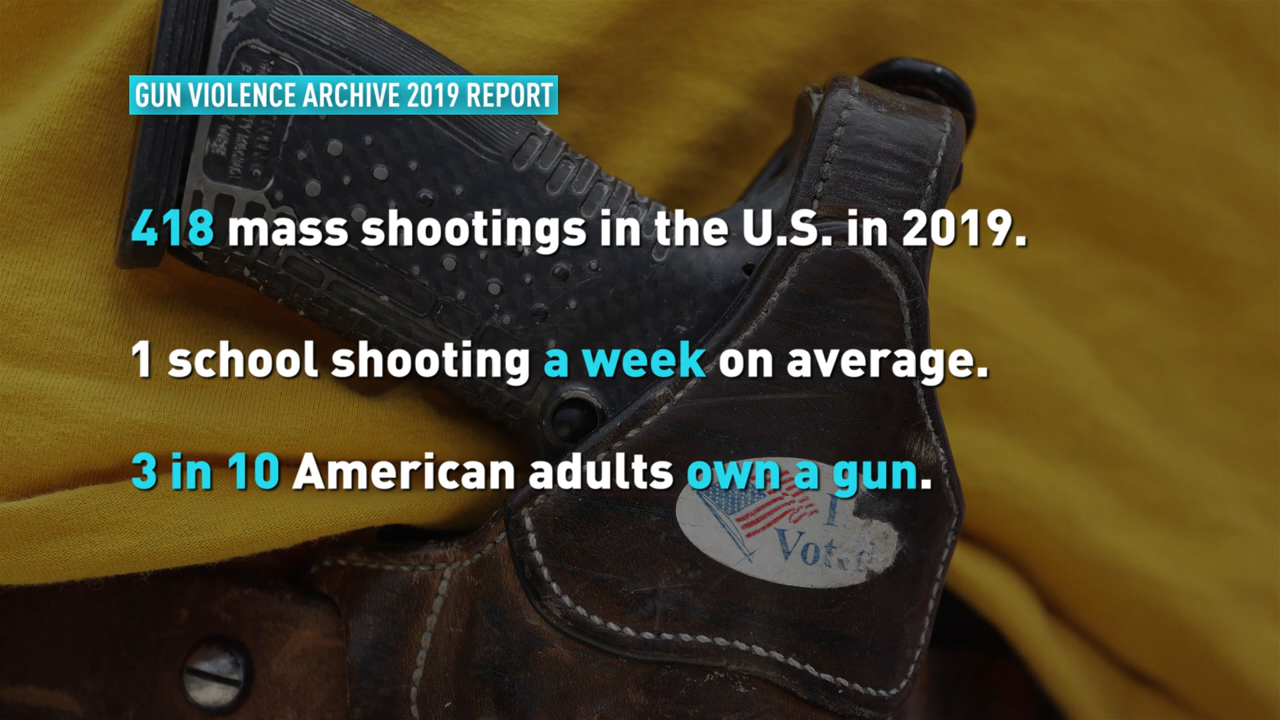 GUN VIOLENCE ARCHIVE 2019 REPORT
418 mass shootings in the U.S. in 2019.
1 school shooting a week on average.
3 in 10 American adults own a gun.
I
Voted